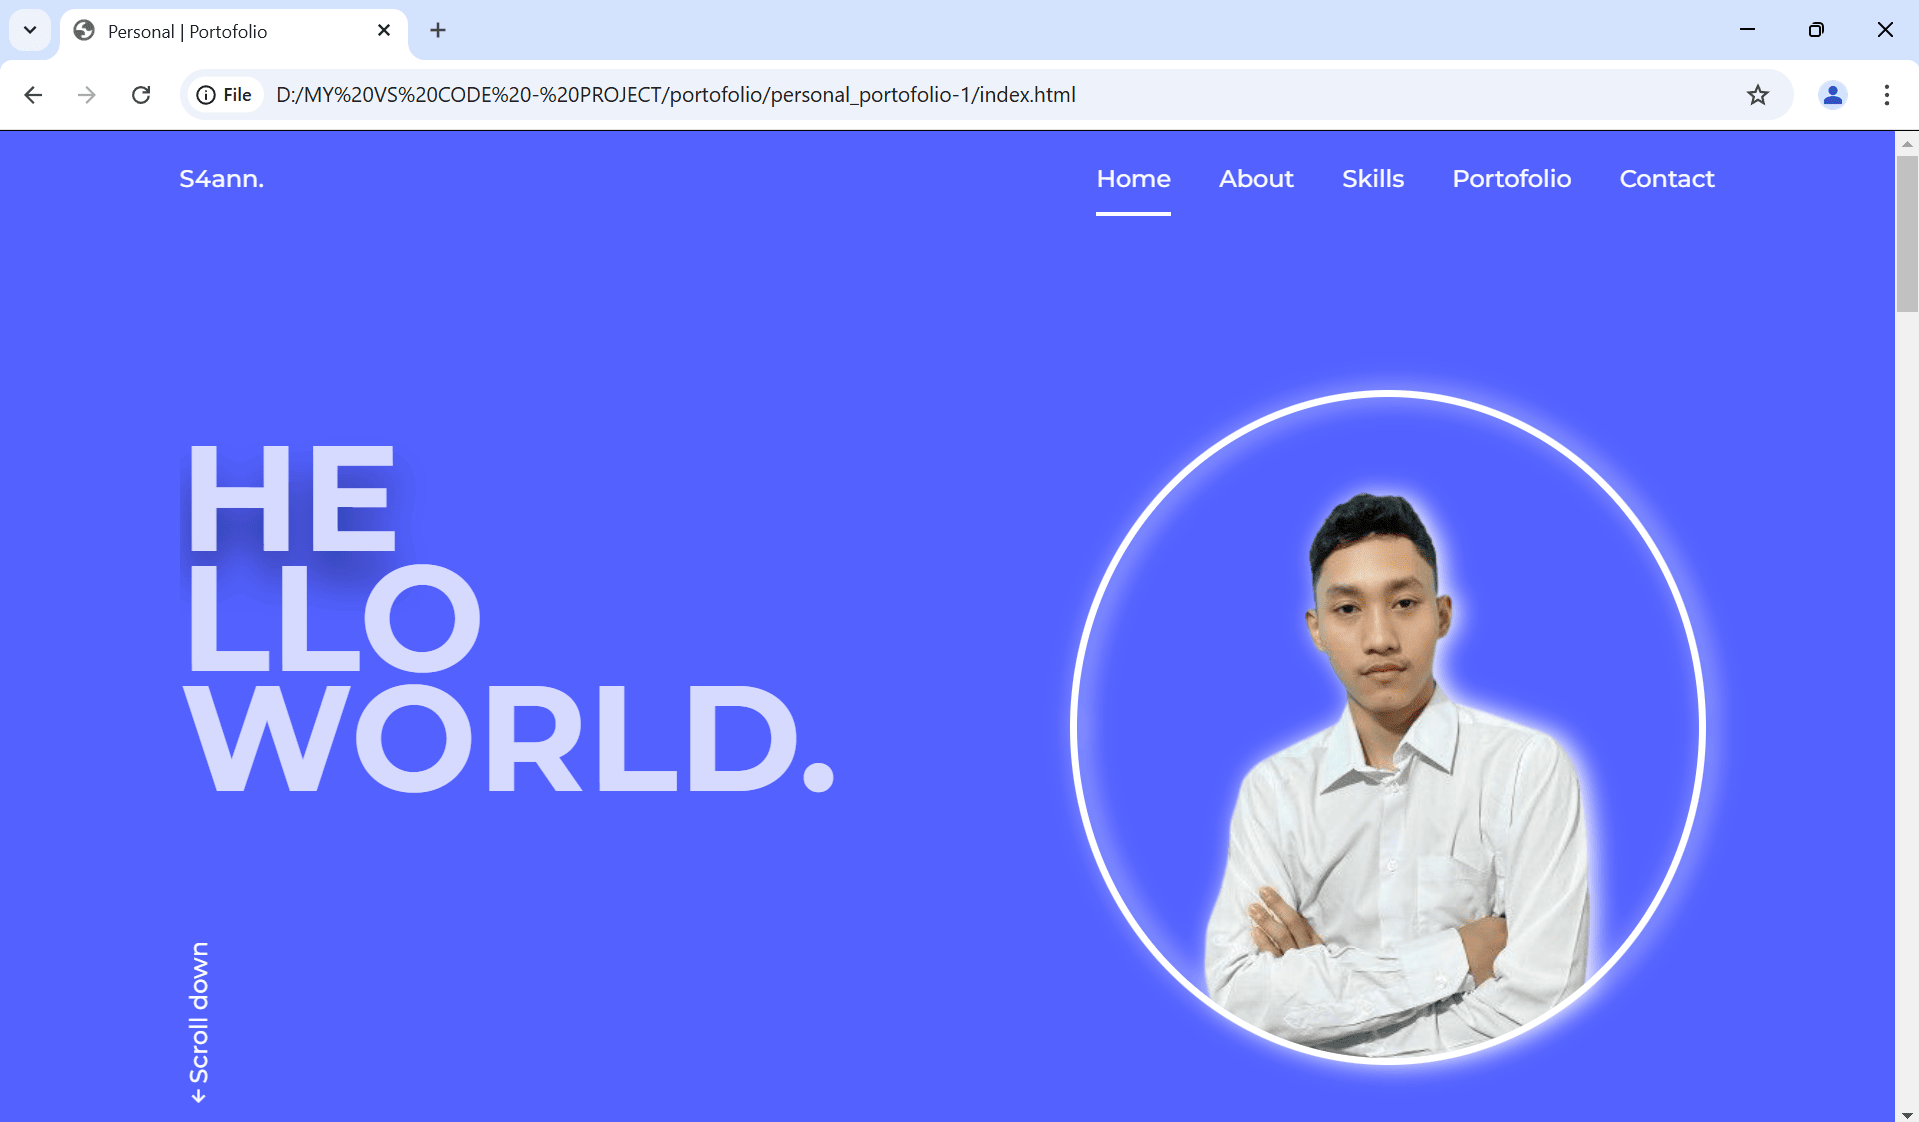 Personal | Portofolio
File D:/MY%20VS%20CODE%20-%20PROJECT/portofolio/personal_portofolio-1/index.html
S4ann. Home About Skills Portofolio Contact
HE
LLO
WORLD.
← Scroll down